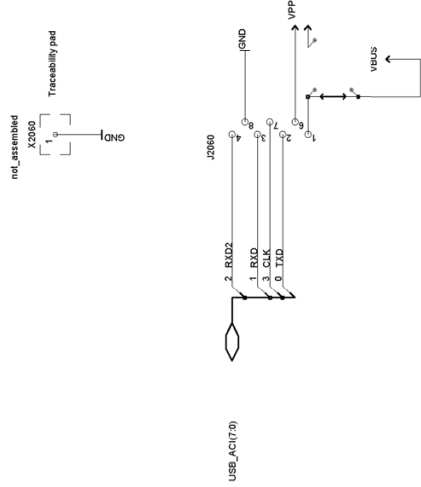 not_assembled
X2060
Traceability pad
1
GND
J2060
GND
VPP
VBUS
8
7
6
4
3
2
1
2 RXD2
1 RXD
3 CLK
0 TXD
USB_ACI(7:0)